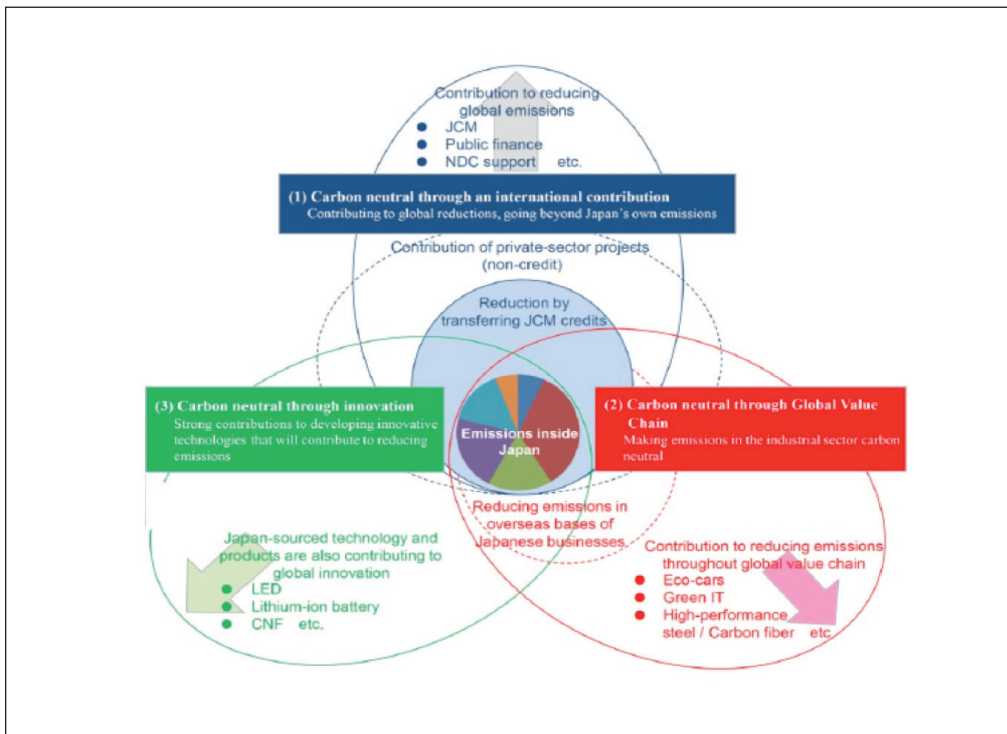 Contribution to reducing
global emissions
● JCM
● Public finance
● NDC support etc.
(1) Carbon neutral through an international contribution
Contributing to global reductions, going beyond Japan's own emissions
Contribution of private-sector projects
(non-credit)
Reduction by
transferring JCM credits
(3) Carbon neutral through innovation
Strong contributions to developing innovative
technologies that will contribute to reducing
emissions
Emissions inside
Japan
(2) Carbon neutral through Global Value
Chain
Making emissions in the industrial sector carbon
neutral
Reducing emissions in
overseas bases of
Japanese businesses.
Japan-sourced technology and
products are also contributing to
global innovation
● LED
● Lithium-ion battery
● CNF etc.
Contribution to reducing emissions
throughout global value chain
● Eco-cars
● Green IT
● High-performance
steel / Carbon fiber etc